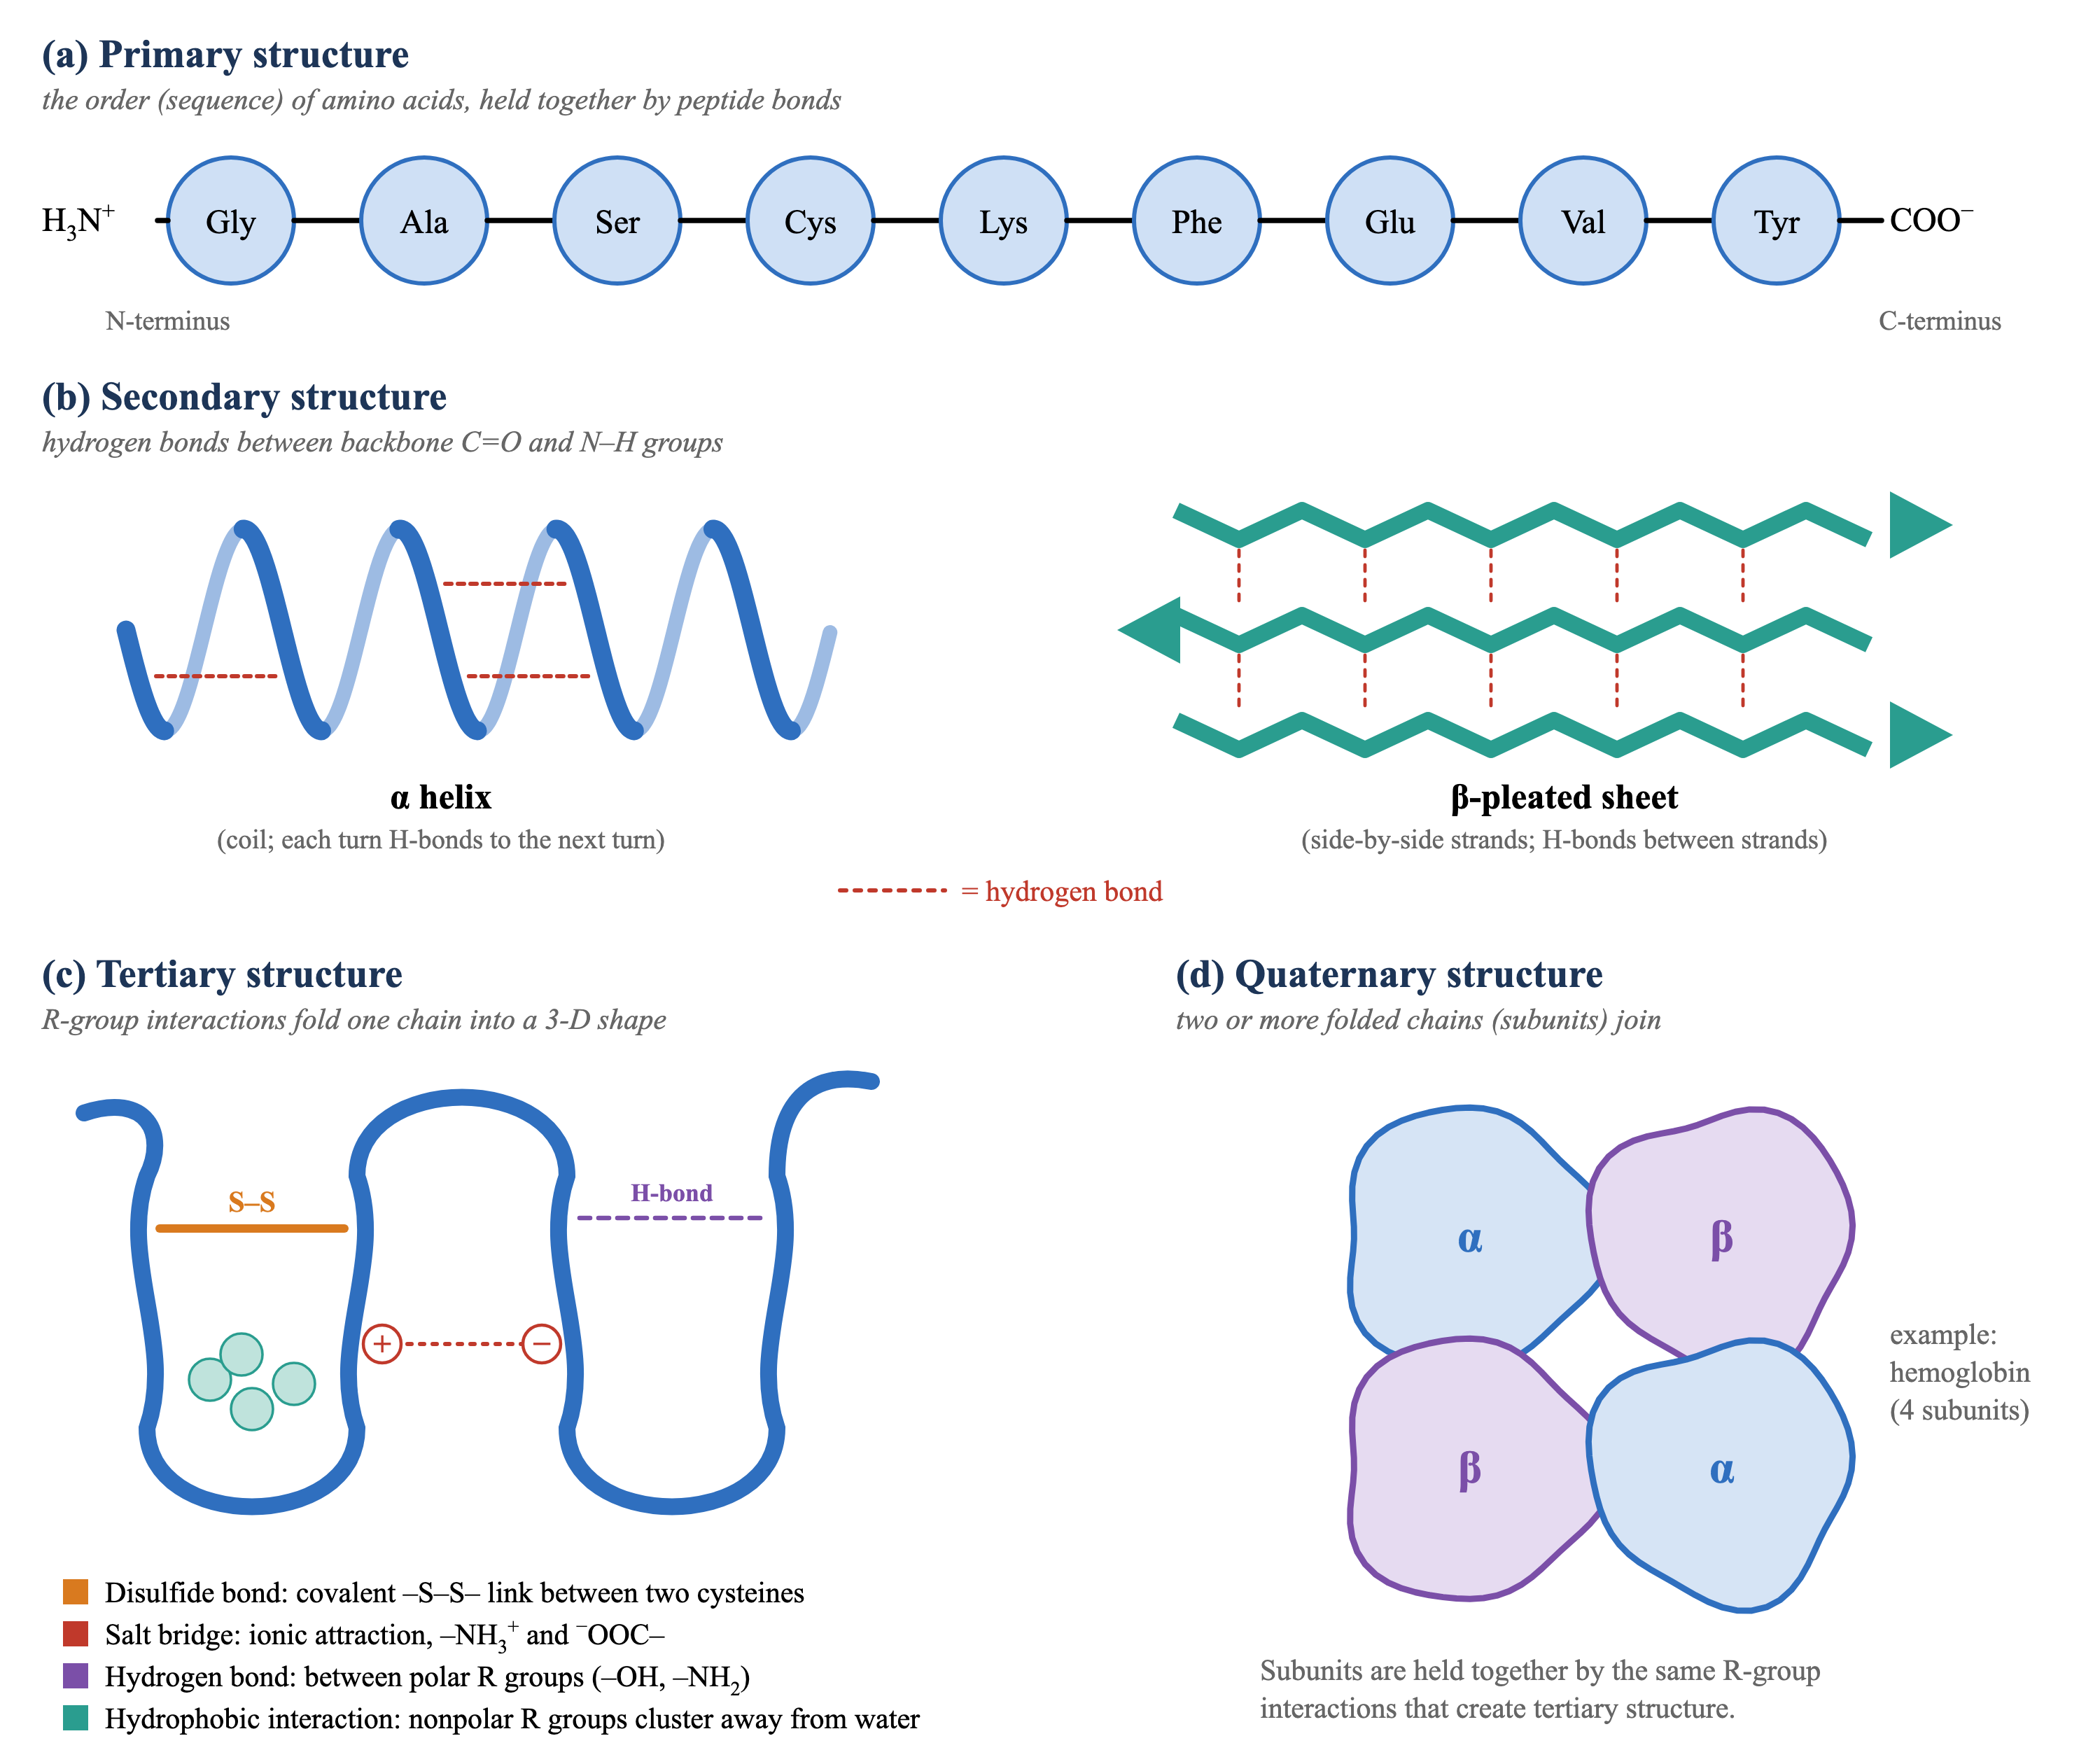 (a) Primary structure
the order (sequence) of amino acids, held together by peptide bonds
H₃N⁺ Gly Ala Ser Cys Lys Phe Glu Val Tyr COO⁻
N-terminus C-terminus
(b) Secondary structure
hydrogen bonds between backbone C=O and N–H groups
α helix
(coil; each turn H-bonds to the next turn)
β-pleated sheet
(side-by-side strands; H-bonds between strands)
= hydrogen bond
(c) Tertiary structure
R-group interactions fold one chain into a 3-D shape
S–S
H-bond
+ −
Disulfide bond: covalent –S–S– link between two cysteines
Salt bridge: ionic attraction, –NH₃⁺ and ⁻OOC–
Hydrogen bond: between polar R groups (–OH, –NH₂)
Hydrophobic interaction: nonpolar R groups cluster away from water
(d) Quaternary structure
two or more folded chains (subunits) join
α β
β α
example:
hemoglobin
(4 subunits)
Subunits are held together by the same R-group
interactions that create tertiary structure.